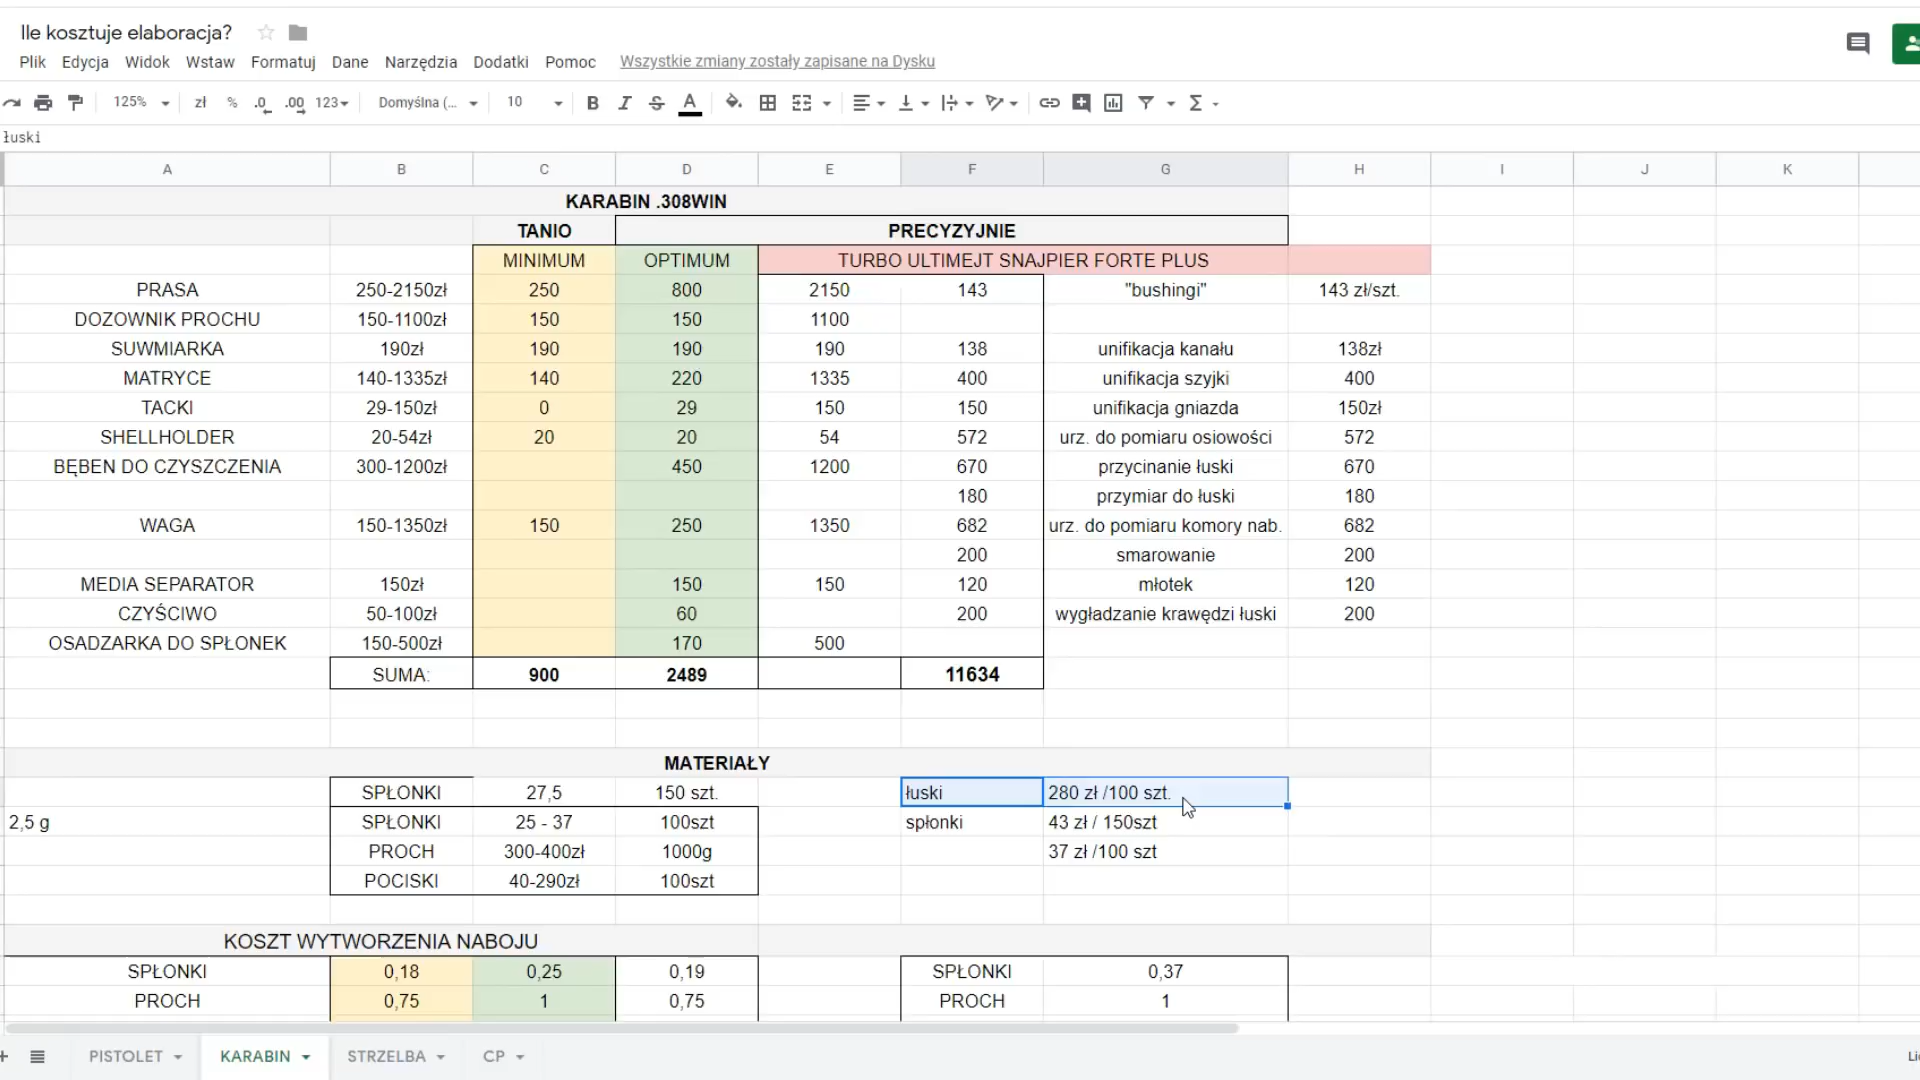 Ile kosztuje elaboracja?
Plik Edycja Widok Wstaw Formatuj Dane Narzędzia Dodatki Pomoc Wszystkie zmiany zostały zapisane na Dysku
125% zł % .0 .00 123 Domyślna (... 10 B I S A Σ
łuski
A B C D E F G H I J K
KARABIN .308WIN
TANIO PRECYZYJNIE
MINIMUM OPTIMUM TURBO ULTIMEJT SNAJPIER FORTE PLUS
PRASA 250-2150zł 250 800 2150 143 "bushingi" 143 zł/szt.
DOZOWNIK PROCHU 150-1100zł 150 150 1100
SUWMIARKA 190zł 190 190 190 138 unifikacja kanału 138zł
MATRYCE 140-1335zł 140 220 1335 400 unifikacja szyjki 400
TACKI 29-150zł 0 29 150 150 unifikacja gniazda 150zł
SHELLHOLDER 20-54zł 20 20 54 572 urz. do pomiaru osiowości 572
BĘBEN DO CZYSZCZENIA 300-1200zł 450 1200 670 przycinanie łuski 670
180 przymiar do łuski 180
WAGA 150-1350zł 150 250 1350 682 urz. do pomiaru komory nab. 682
200 smarowanie 200
MEDIA SEPARATOR 150zł 150 150 120 młotek 120
CZYŚCIWO 50-100zł 60 200 wygładzanie krawędzi łuski 200
OSADZARKA DO SPŁONEK 150-500zł 170 500
SUMA: 900 2489 11634
MATERIAŁY
SPŁONKI 27,5 150 szt. łuski 280 zł /100 szt.
2,5 g SPŁONKI 25 - 37 100szt spłonki 43 zł / 150szt
PROCH 300-400zł 1000g 37 zł /100 szt
POCISKI 40-290zł 100szt
KOSZT WYTWORZENIA NABOJU
SPŁONKI 0,18 0,25 0,19 SPŁONKI 0,37
PROCH 0,75 1 0,75 PROCH 1
PISTOLET KARABIN STRZELBA CP